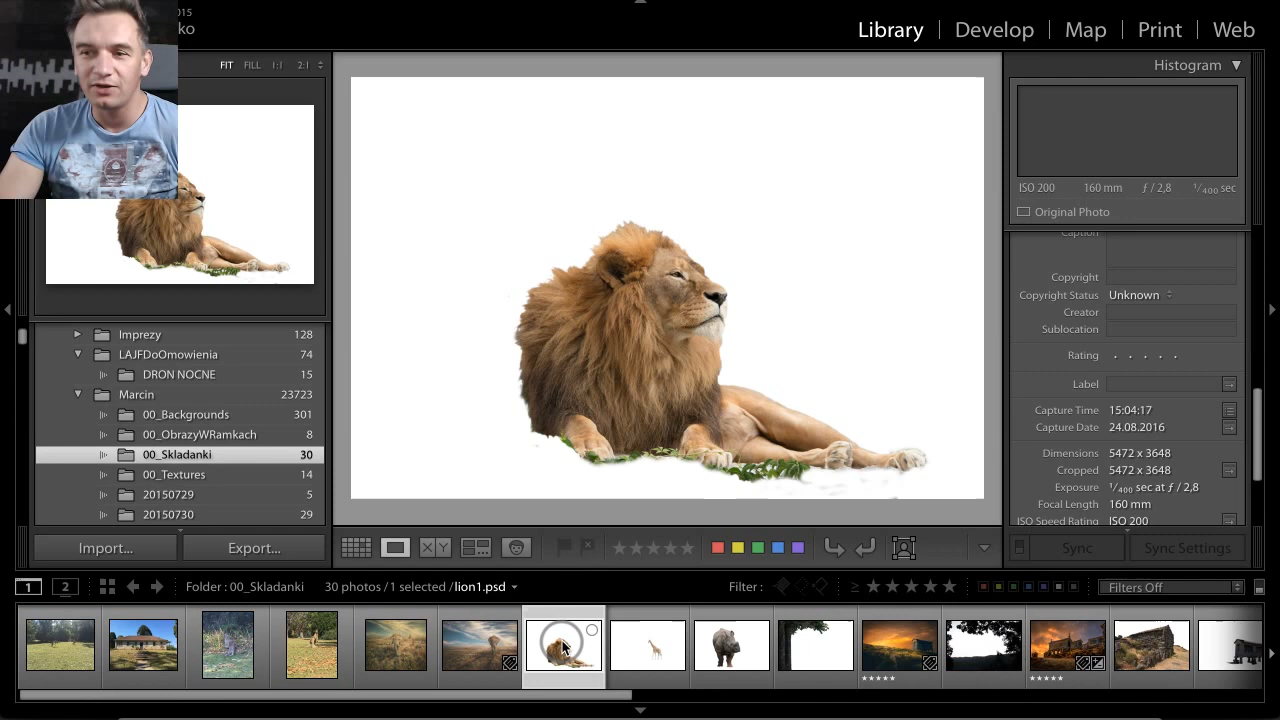 015
ko
Library | Develop | Map | Print | Web
FIT FILL 1:1 2:1
Histogram
ISO 200 160 mm ƒ / 2,8 1/400 sec
Original Photo
Caption
Copyright
Copyright Status Unknown
Creator
Sublocation
Rating
Label
Capture Time 15:04:17
Capture Date 24.08.2016
Dimensions 5472 x 3648
Cropped 5472 x 3648
Exposure 1/400 sec at ƒ / 2,8
Focal Length 160 mm
ISO Speed Rating ISO 200
Imprezy 128
LAJFDoOmowienia 74
DRON NOCNE 15
Marcin 23723
00_Backgrounds 301
00_ObrazyWRamkach 8
00_Skladanki 30
00_Textures 14
20150729 5
20150730 29
Import... Export...
X Y
Sync Sync Settings
1 2 Folder : 00_Skladanki 30 photos / 1 selected / lion1.psd
Filter : ≥ Filters Off